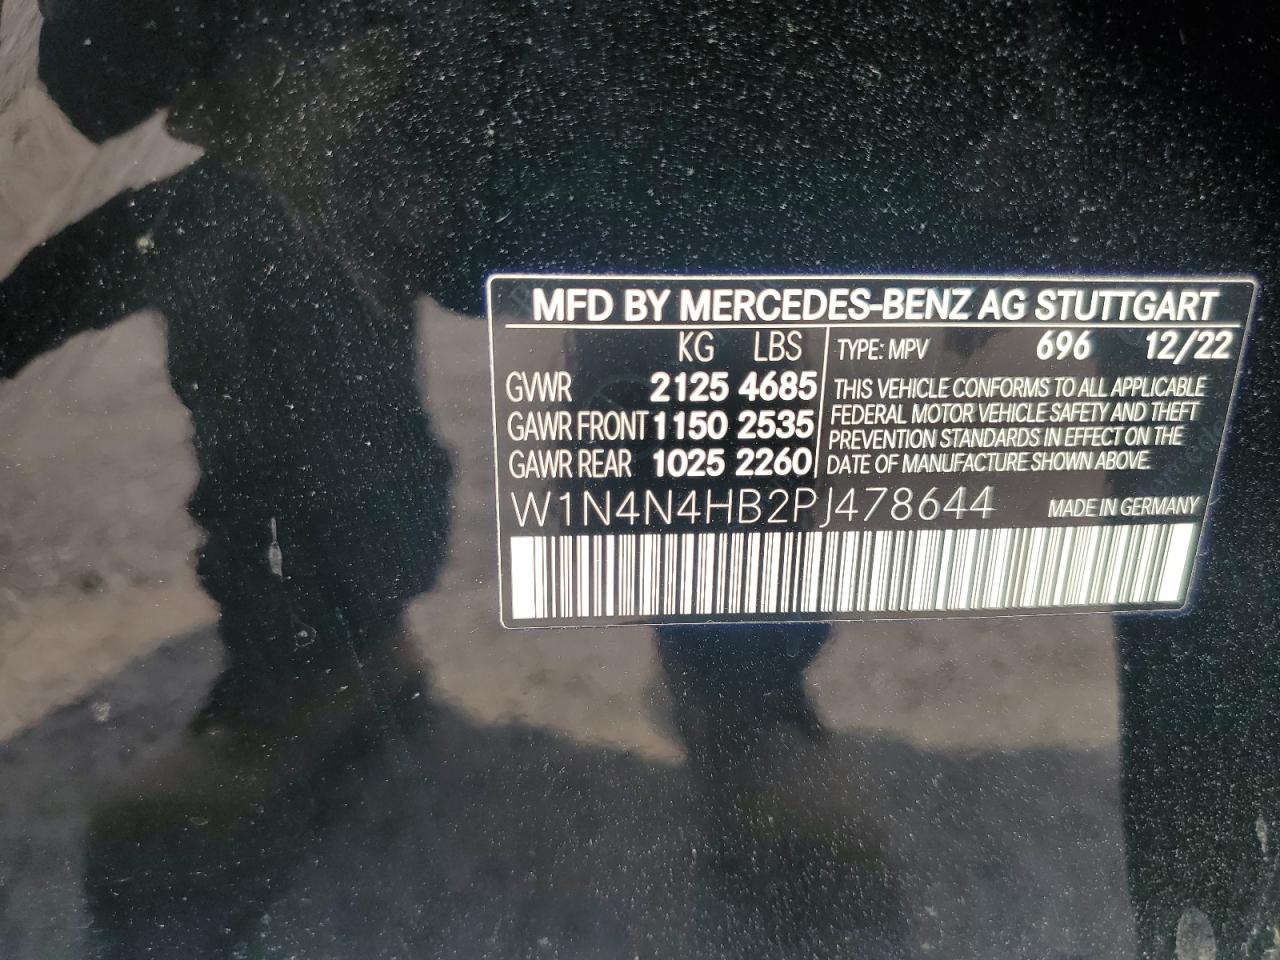 MFD BY MERCEDES-BENZ AG STUTTGART
KG LBS
GVWR 2125 4685
GAWR FRONT 1150 2535
GAWR REAR 1025 2260
TYPE: MPV 696 12/22
THIS VEHICLE CONFORMS TO ALL APPLICABLE
FEDERAL MOTOR VEHICLE SAFETY AND THEFT
PREVENTION STANDARDS IN EFFECT ON THE
DATE OF MANUFACTURE SHOWN ABOVE.
W1N4N4HB2PJ478644 MADE IN GERMANY